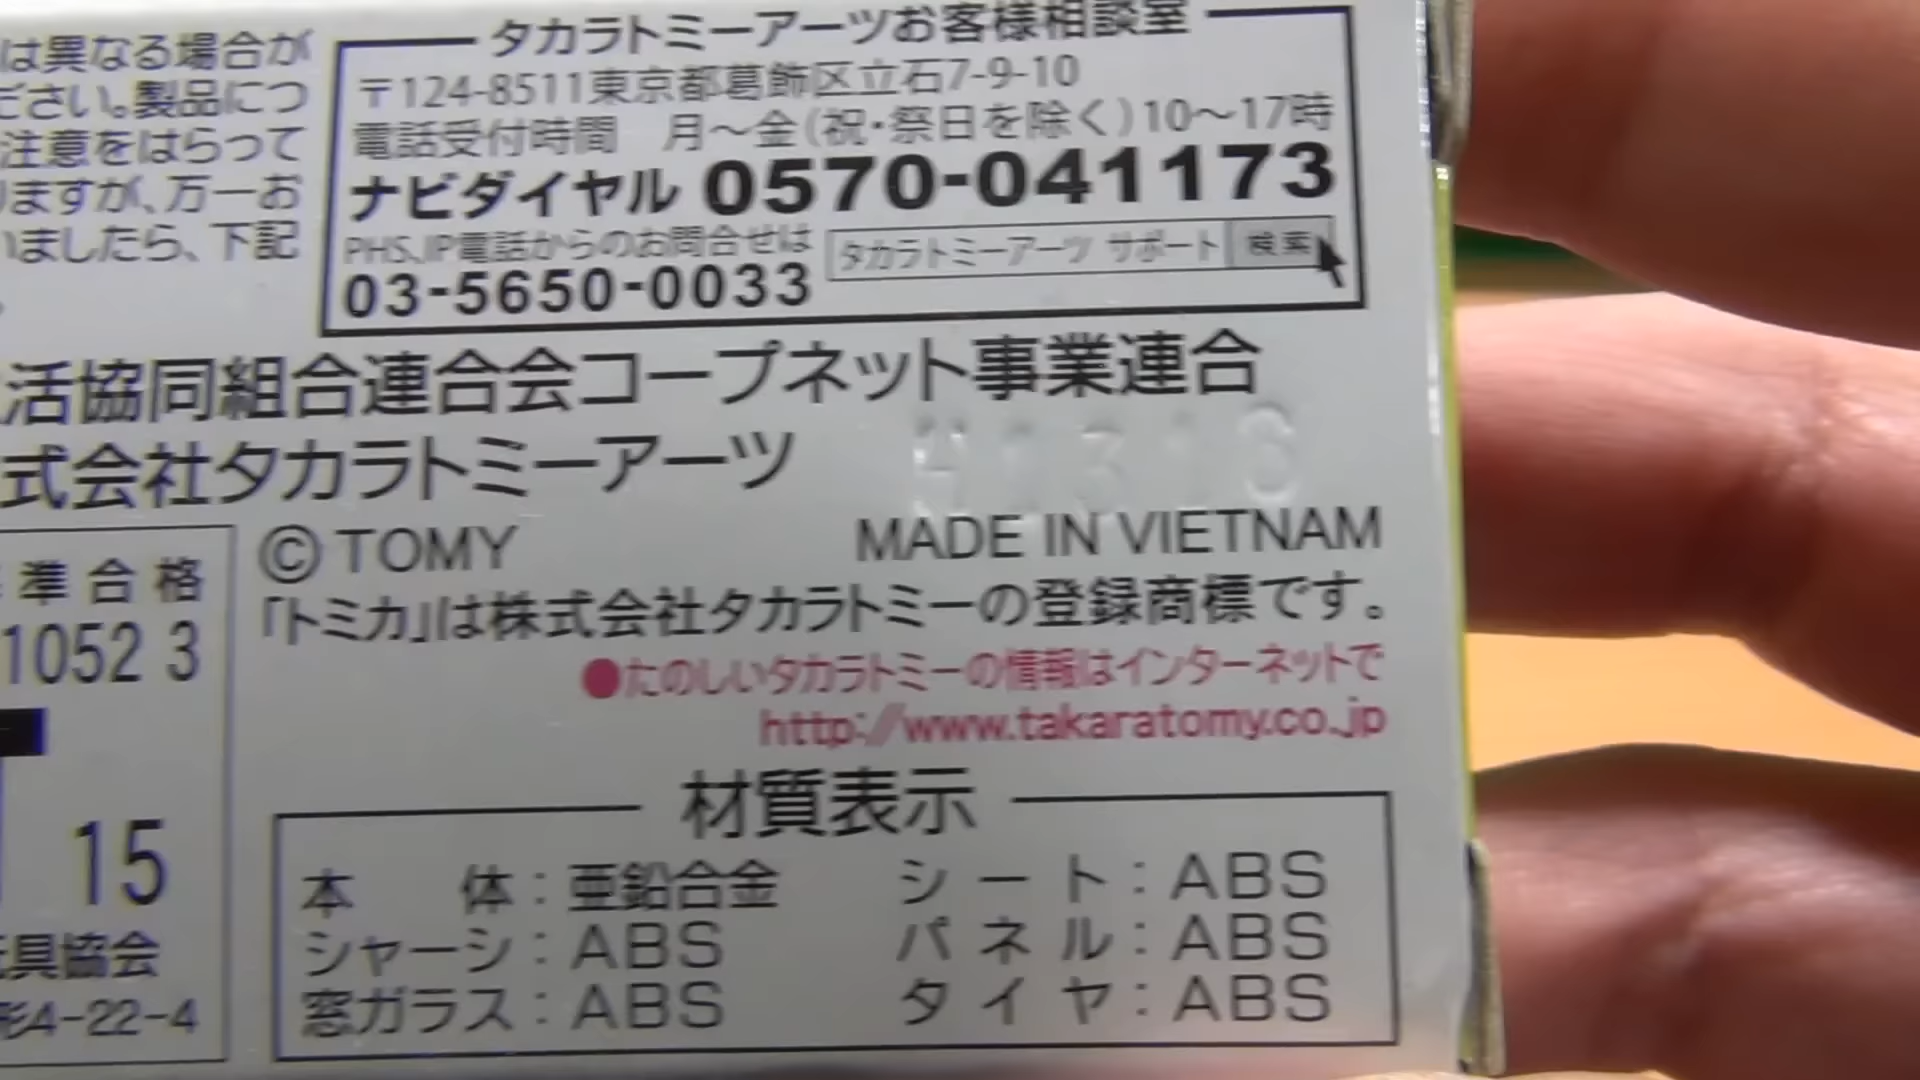 は異なる場合が
ださい。製品につ
注意をはらって
りますが、万一お
いましたら、下記
タカラトミーアーツお客様相談室
〒124-8511東京都葛飾区立石7-9-10
電話受付時間 月～金(祝・祭日を除く)10～17時
ナビダイヤル 0570-041173
PHS、IP電話からのお問合せは
03-5650-0033
タカラトミーアーツ サポート 検索
活協同組合連合会コープネット事業連合
式会社タカラトミーアーツ
© TOMY
MADE IN VIETNAM
「トミカ」は株式会社タカラトミーの登録商標です。
●たのしいタカラトミーの情報はインターネットで
http://www.takaratomy.co.jp
準合格
1052 3
15
具協会
形4-22-4
材質表示
本体：亜鉛合金 シート：ABS
シャーシ：ABS パネル：ABS
窓ガラス：ABS タイヤ：ABS